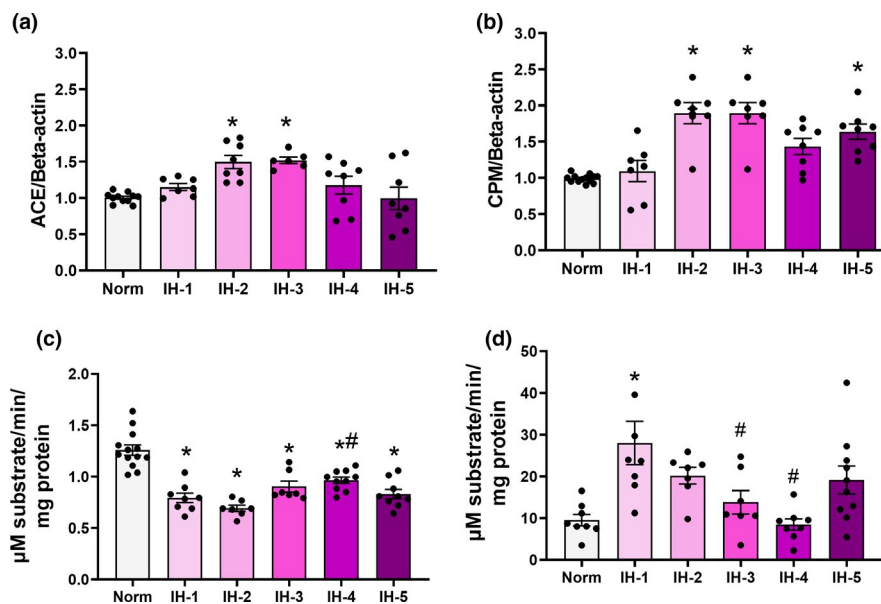 (a)
ACE/Beta-actin
3.0
2.5
2.0
1.5
1.0
0.5
0.0
*
*
Norm IH-1 IH-2 IH-3 IH-4 IH-5
(b)
CPM/Beta-actin
3.0
2.5
2.0
1.5
1.0
0.5
0.0
*
*
*
Norm IH-1 IH-2 IH-3 IH-4 IH-5
(c)
µM substrate/min/
mg protein
2.0
1.5
1.0
0.5
0.0
*
*
*
*#
*
Norm IH-1 IH-2 IH-3 IH-4 IH-5
(d)
µM substrate/min/
mg protein
50
40
30
20
10
0
*
#
#
Norm IH-1 IH-2 IH-3 IH-4 IH-5